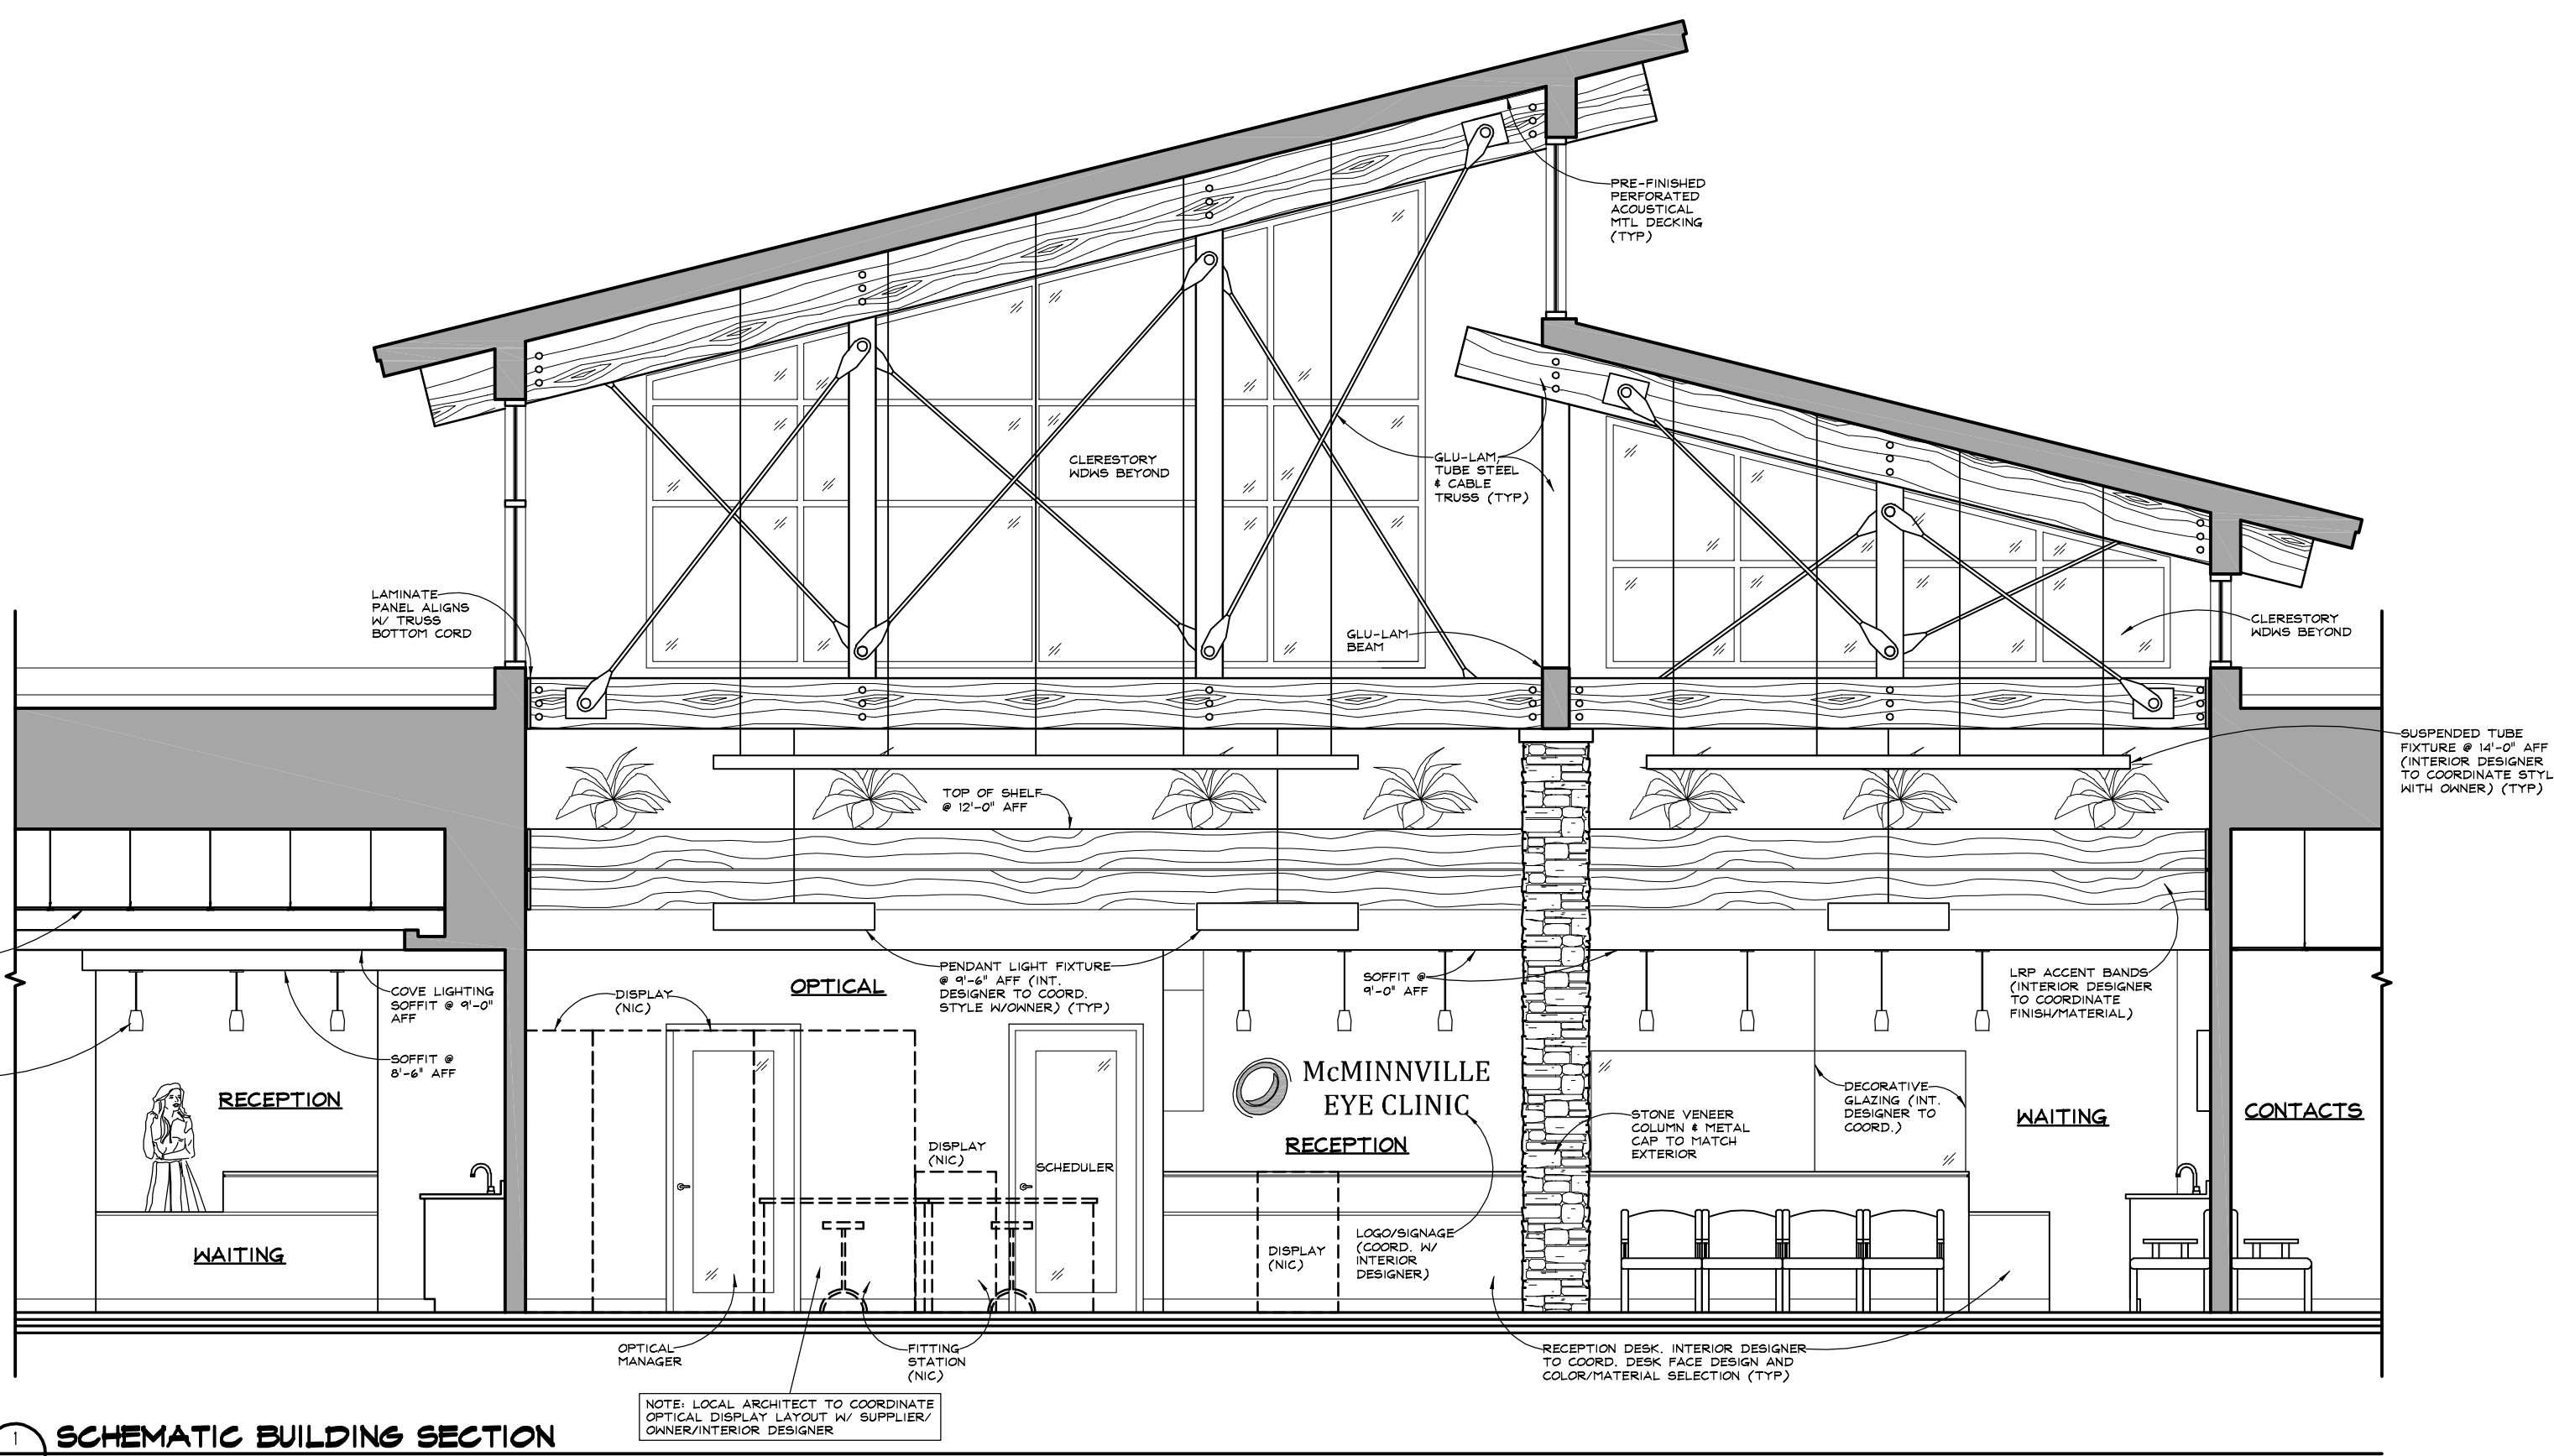 PRE-FINISHED
PERFORATED
ACOUSTICAL
MTL DECKING
(TYP)
CLERESTORY
WDWS BEYOND
GLU-LAM,
TUBE STEEL
& CABLE
TRUSS (TYP)
LAMINATE
PANEL ALIGNS
W/ TRUSS
BOTTOM CORD
GLU-LAM
BEAM
CLERESTORY
WDWS BEYOND
SUSPENDED TUBE
FIXTURE @ 14'-0" AFF
(INTERIOR DESIGNER
TO COORDINATE STYL
WITH OWNER) (TYP)
TOP OF SHELF
@ 12'-0" AFF
COVE LIGHTING
SOFFIT @ 9'-0"
AFF
SOFFIT @
8'-6" AFF
RECEPTION
WAITING
DISPLAY
(NIC)
OPTICAL
PENDANT LIGHT FIXTURE
@ 9'-6" AFF (INT.
DESIGNER TO COORD.
STYLE W/OWNER) (TYP)
SOFFIT @
9'-0" AFF
LRP ACCENT BANDS
(INTERIOR DESIGNER
TO COORDINATE
FINISH/MATERIAL)
McMINNVILLE
EYE CLINIC
RECEPTION
DISPLAY
(NIC)
SCHEDULER
STONE VENEER
COLUMN & METAL
CAP TO MATCH
EXTERIOR
DECORATIVE
GLAZING (INT.
DESIGNER TO
COORD.)
WAITING
CONTACTS
DISPLAY
(NIC)
LOGO/SIGNAGE
(COORD. W/
INTERIOR
DESIGNER)
OPTICAL
MANAGER
FITTING
STATION
(NIC)
RECEPTION DESK. INTERIOR DESIGNER
TO COORD. DESK FACE DESIGN AND
COLOR/MATERIAL SELECTION (TYP)
NOTE: LOCAL ARCHITECT TO COORDINATE
OPTICAL DISPLAY LAYOUT W/ SUPPLIER/
OWNER/INTERIOR DESIGNER
1
SCHEMATIC BUILDING SECTION